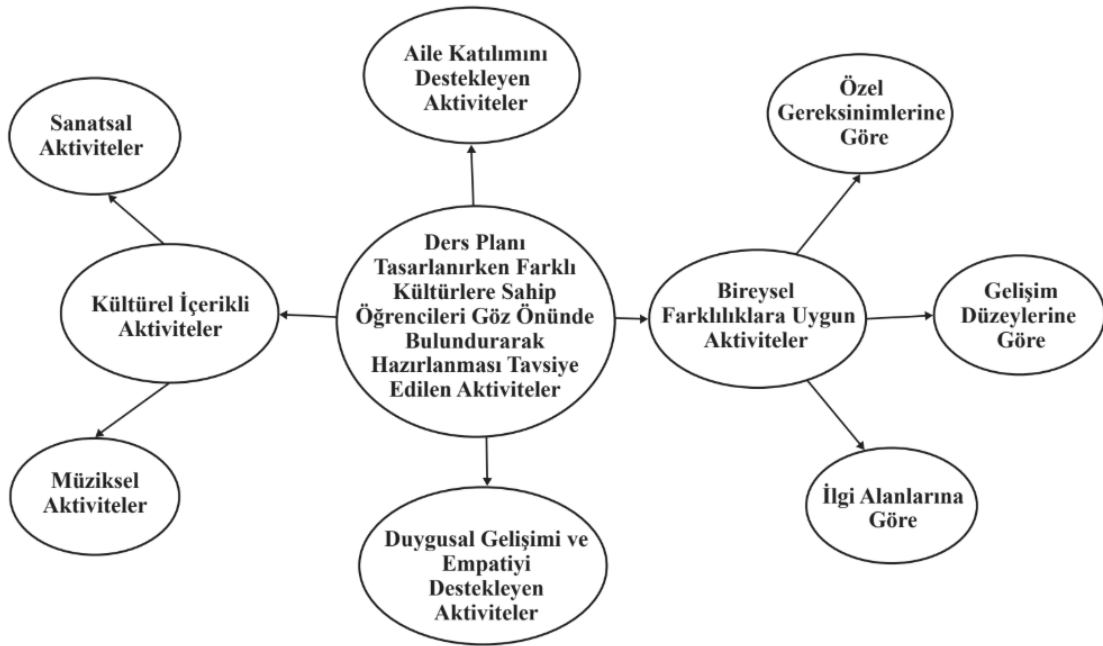 Aile Katılımını
Destekleyen
Aktiviteler
Sanatsal
Aktiviteler
Özel
Gereksinimlerine
Göre
Ders Planı
Tasarlanırken Farklı
Kültürlere Sahip
Öğrencileri Göz Önünde
Bulundurarak
Hazırlanması Tavsiye
Edilen Aktiviteler
Kültürel İçerikli
Aktiviteler
Bireysel
Farklılıklara Uygun
Aktiviteler
Gelişim
Düzeylerine
Göre
Müziksel
Aktiviteler
İlgi Alanlarına
Göre
Duygusal Gelişimi ve
Empatiyi
Destekleyen
Aktiviteler